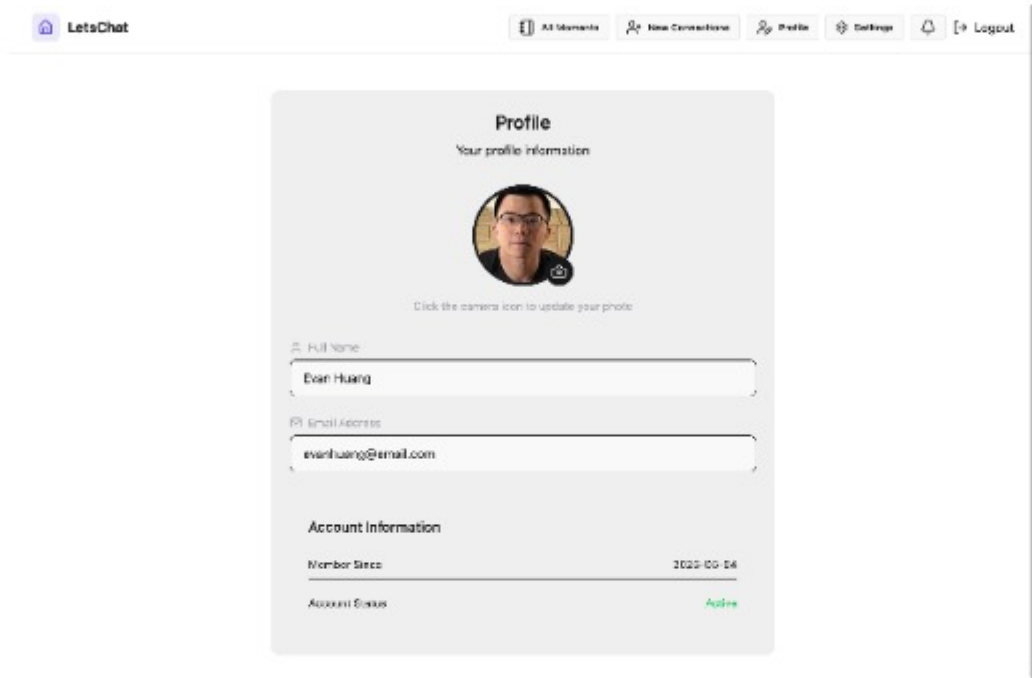 LetsChat
All Moments New Connections Profile Settings Logout
Profile
Your profile information
Click the camera icon to update your photo
Full Name
Evan Huang
Email Address
evanhuang@email.com
Account Information
Member Since
Account Status Active